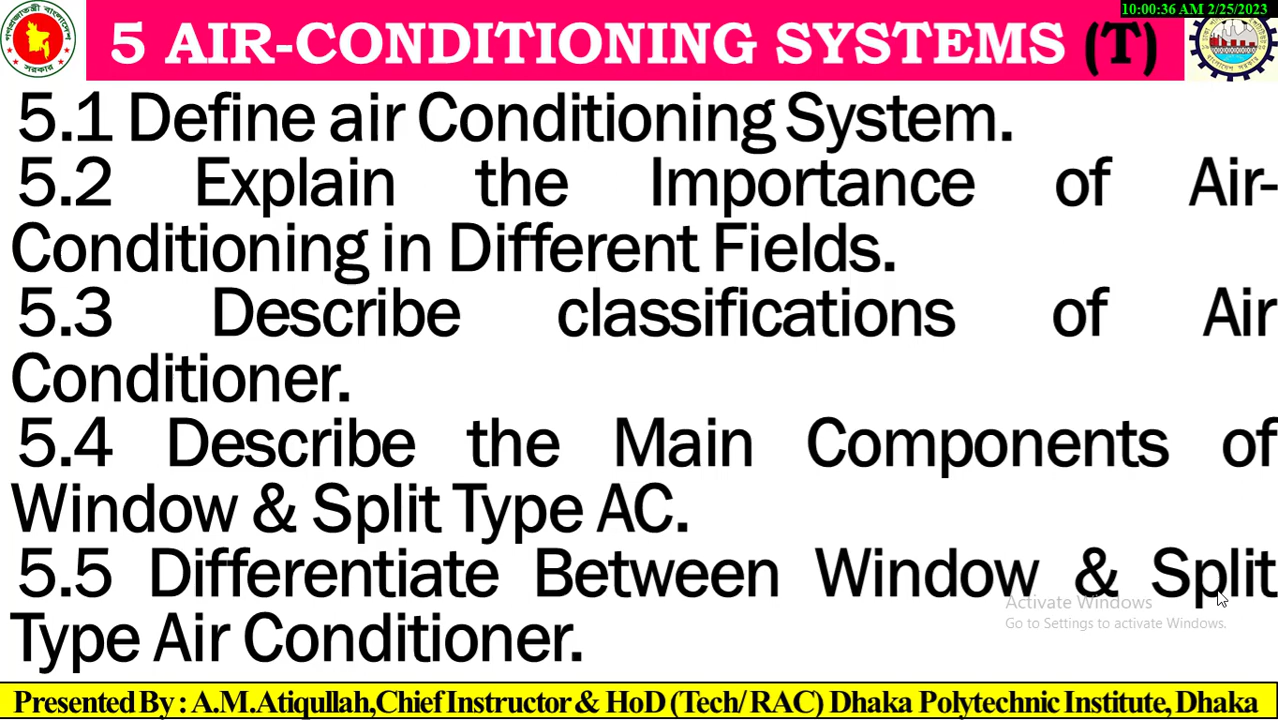 10:00:36 AM 2/25/2023
5 AIR-CONDITIONING SYSTEMS (T)
5.1 Define air Conditioning System.
5.2 Explain the Importance of Air-
Conditioning in Different Fields.
5.3 Describe classifications of Air
Conditioner.
5.4 Describe the Main Components of
Window & Split Type AC.
5.5 Differentiate Between Window & Split
Type Air Conditioner.
Activate Windows
Go to Settings to activate Windows.
Presented By : A.M.Atiqullah,Chief Instructor & HoD (Tech/ RAC) Dhaka Polytechnic Institute, Dhaka